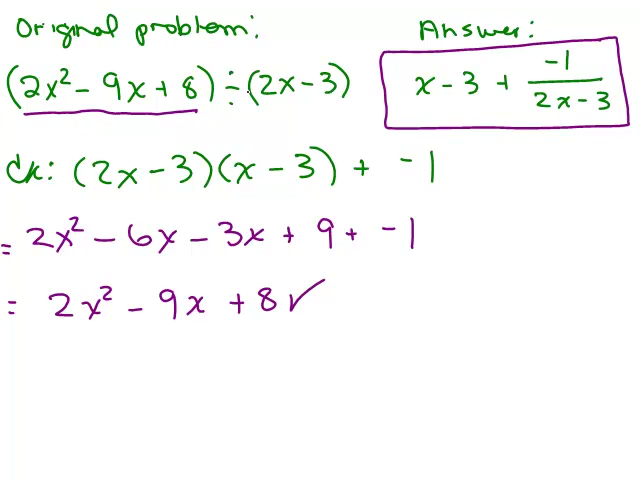 Original problem:
(2x² - 9x + 8) ÷ (2x - 3)
Answer:
x - 3 + -1/(2x - 3)
ck: (2x - 3)(x - 3) + -1
= 2x² - 6x - 3x + 9 + -1
= 2x² - 9x + 8 ✓